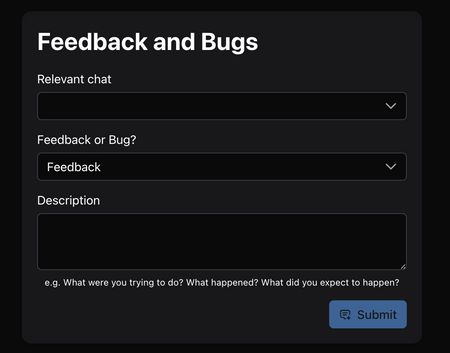 Feedback and Bugs
Relevant chat
Feedback or Bug?
Feedback
Description
e.g. What were you trying to do? What happened? What did you expect to happen?
Submit